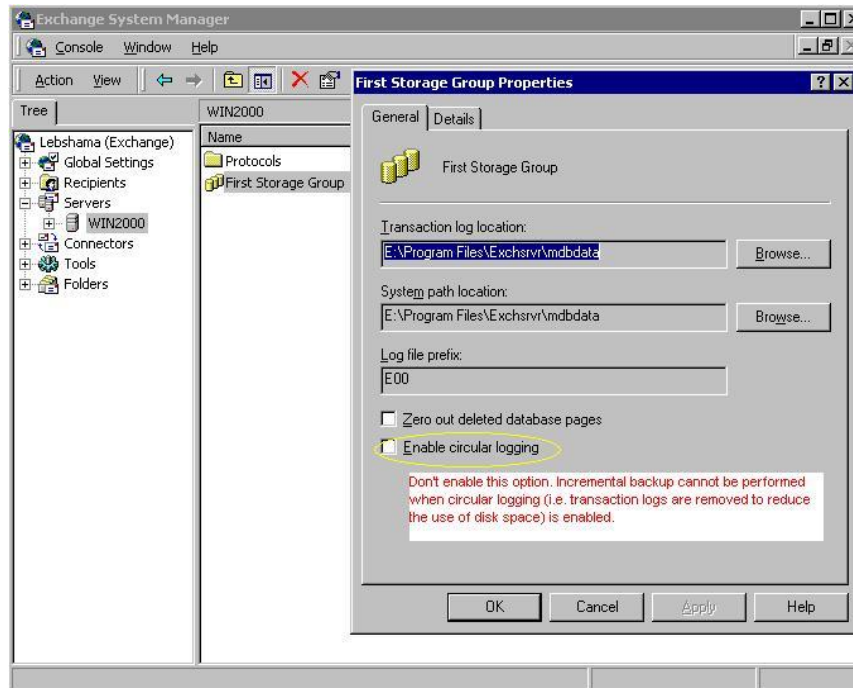 Exchange System Manager
Console Window Help
Action View
Tree
WIN2000
Name
Lebshama (Exchange)
Global Settings
Recipients
Servers
WIN2000
Connectors
Tools
Folders
Protocols
First Storage Group
First Storage Group Properties
General Details
First Storage Group
Transaction log location:
E:\Program Files\Exchsrvr\mdbdata
Browse...
System path location:
E:\Program Files\Exchsrvr\mdbdata
Browse...
Log file prefix:
E00
Zero out deleted database pages
Enable circular logging
Don't enable this option. Incremental backup cannot be performed
when circular logging (i.e. transaction logs are removed to reduce
the use of disk space) is enabled.
OK Cancel Apply Help